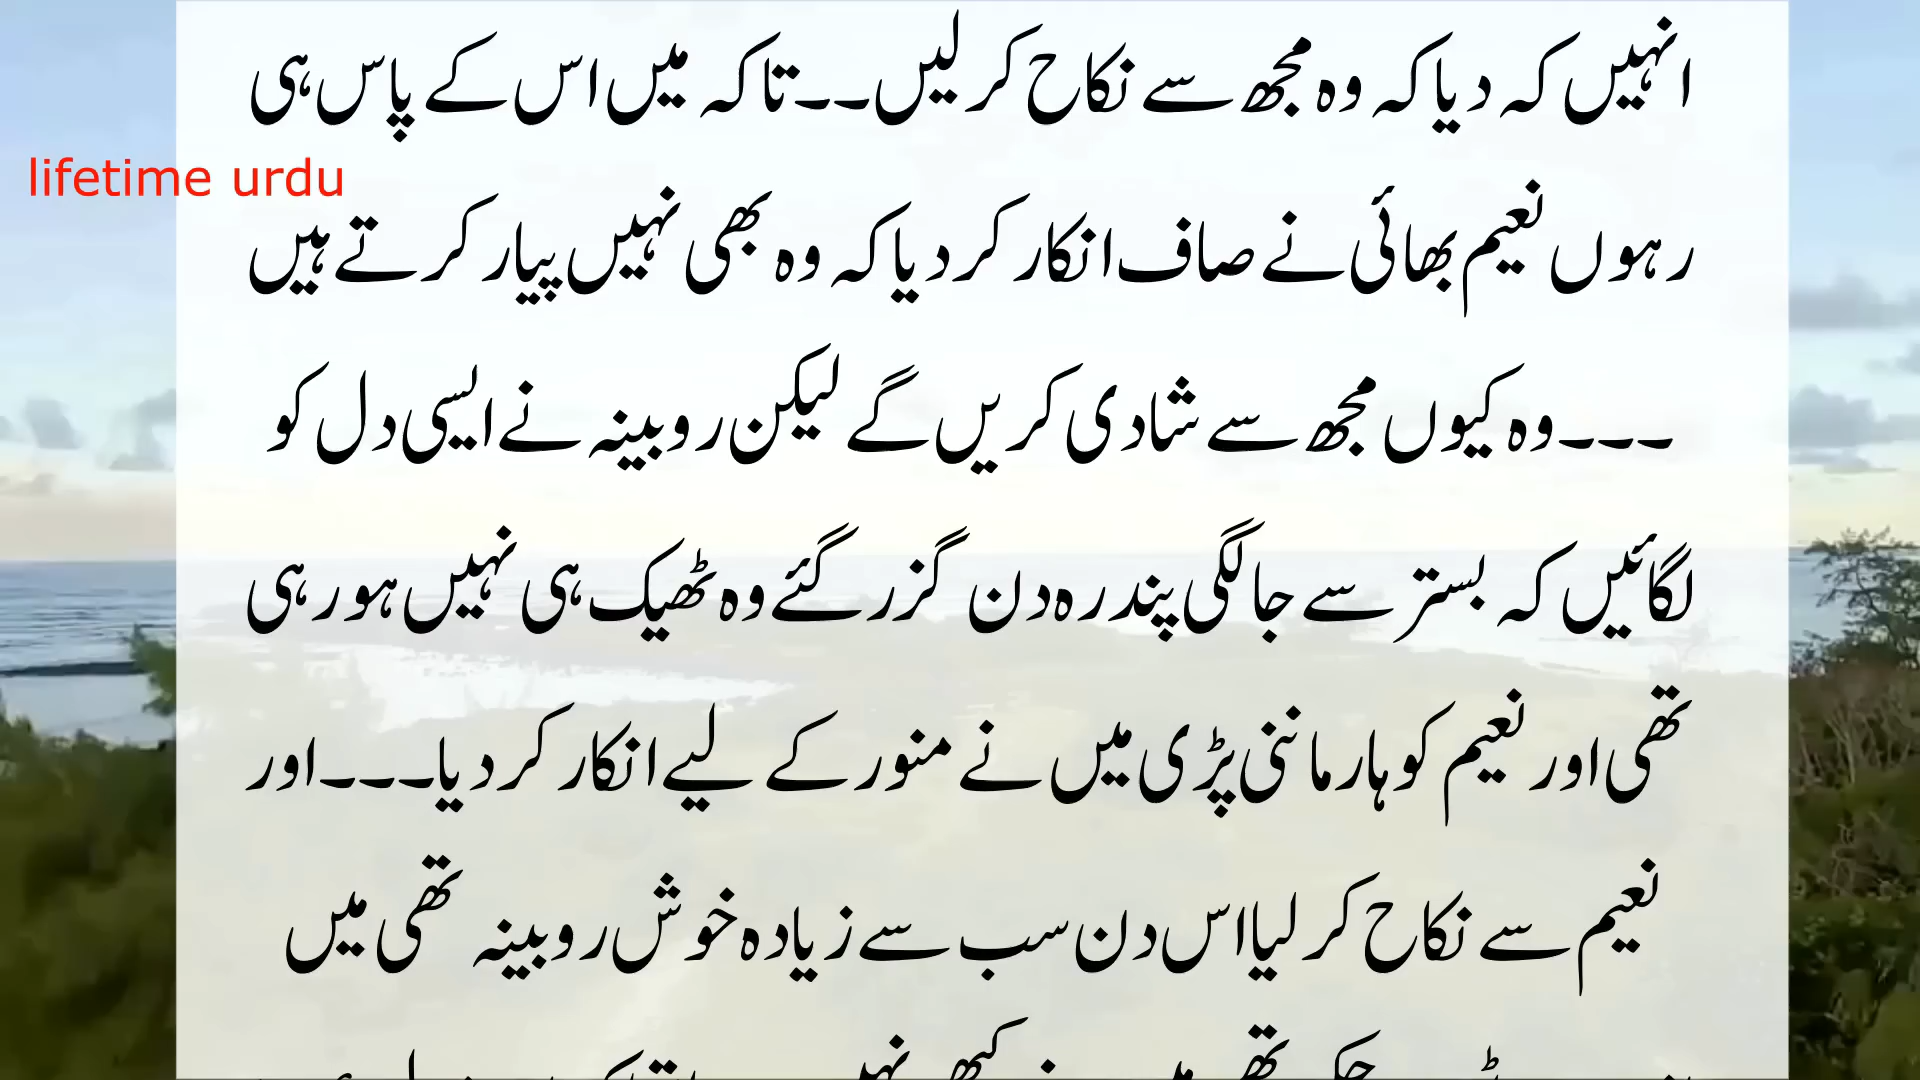 انہیں کہ دیا کہ وہ مجھ سے نکاح کر لیں۔۔تاکہ میں اس کے پاس ہی
lifetime urdu
رہوں نعیم بھائی نے صاف انکار کر دیا کہ وہ بھی نہیں پیار کرتے ہیں
۔۔۔وہ کیوں مجھ سے شادی کریں گے لیکن روبینہ نے ایسی دل کو
لگائیں کہ بستر سے جا لگی پندرہ دن گزر گئے وہ ٹھیک ہی نہیں ہو رہی
تھی اور نعیم کو ہار ماننی پڑی میں نے منور کے لیے انکار کر دیا۔۔۔اور
نعیم سے نکاح کر لیا اس دن سب سے زیادہ خوش روبینہ تھی میں